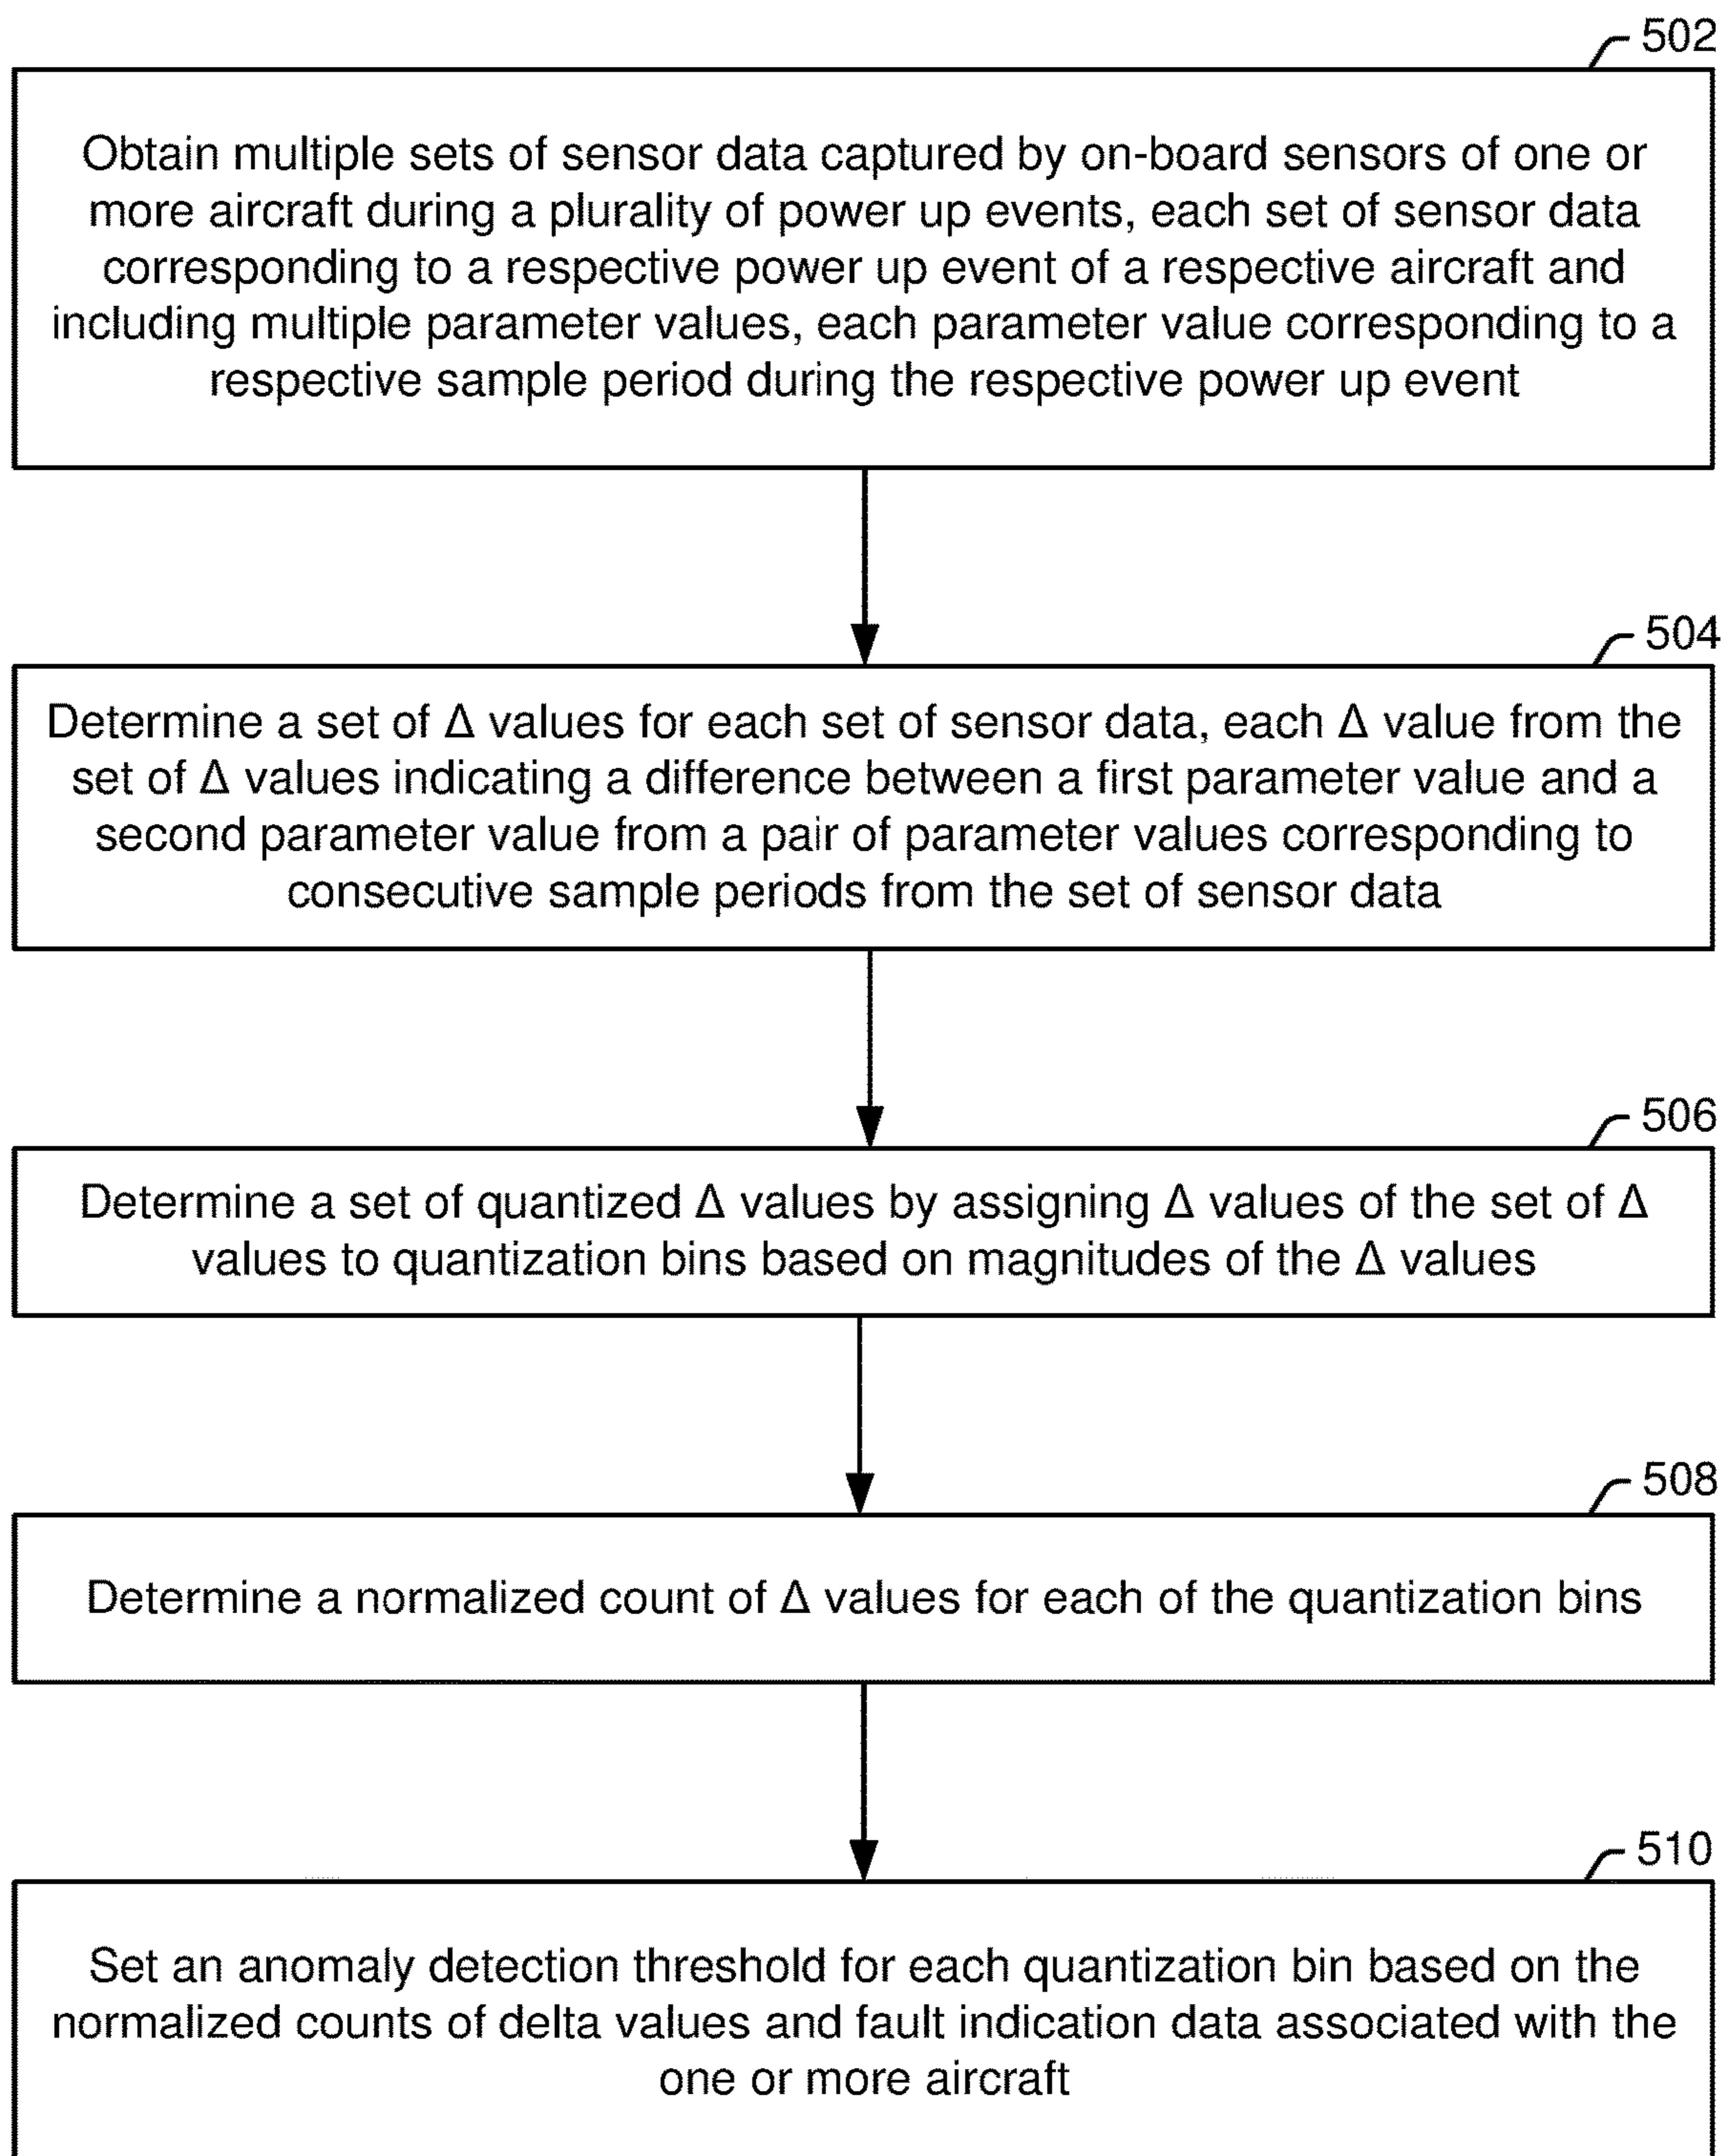 502
Obtain multiple sets of sensor data captured by on-board sensors of one or
more aircraft during a plurality of power up events, each set of sensor data
corresponding to a respective power up event of a respective aircraft and
including multiple parameter values, each parameter value corresponding to a
respective sample period during the respective power up event
504
Determine a set of Δ values for each set of sensor data, each Δ value from the
set of Δ values indicating a difference between a first parameter value and a
second parameter value from a pair of parameter values corresponding to
consecutive sample periods from the set of sensor data
506
Determine a set of quantized Δ values by assigning Δ values of the set of Δ
values to quantization bins based on magnitudes of the Δ values
508
Determine a normalized count of Δ values for each of the quantization bins
510
Set an anomaly detection threshold for each quantization bin based on the
normalized counts of delta values and fault indication data associated with the
one or more aircraft